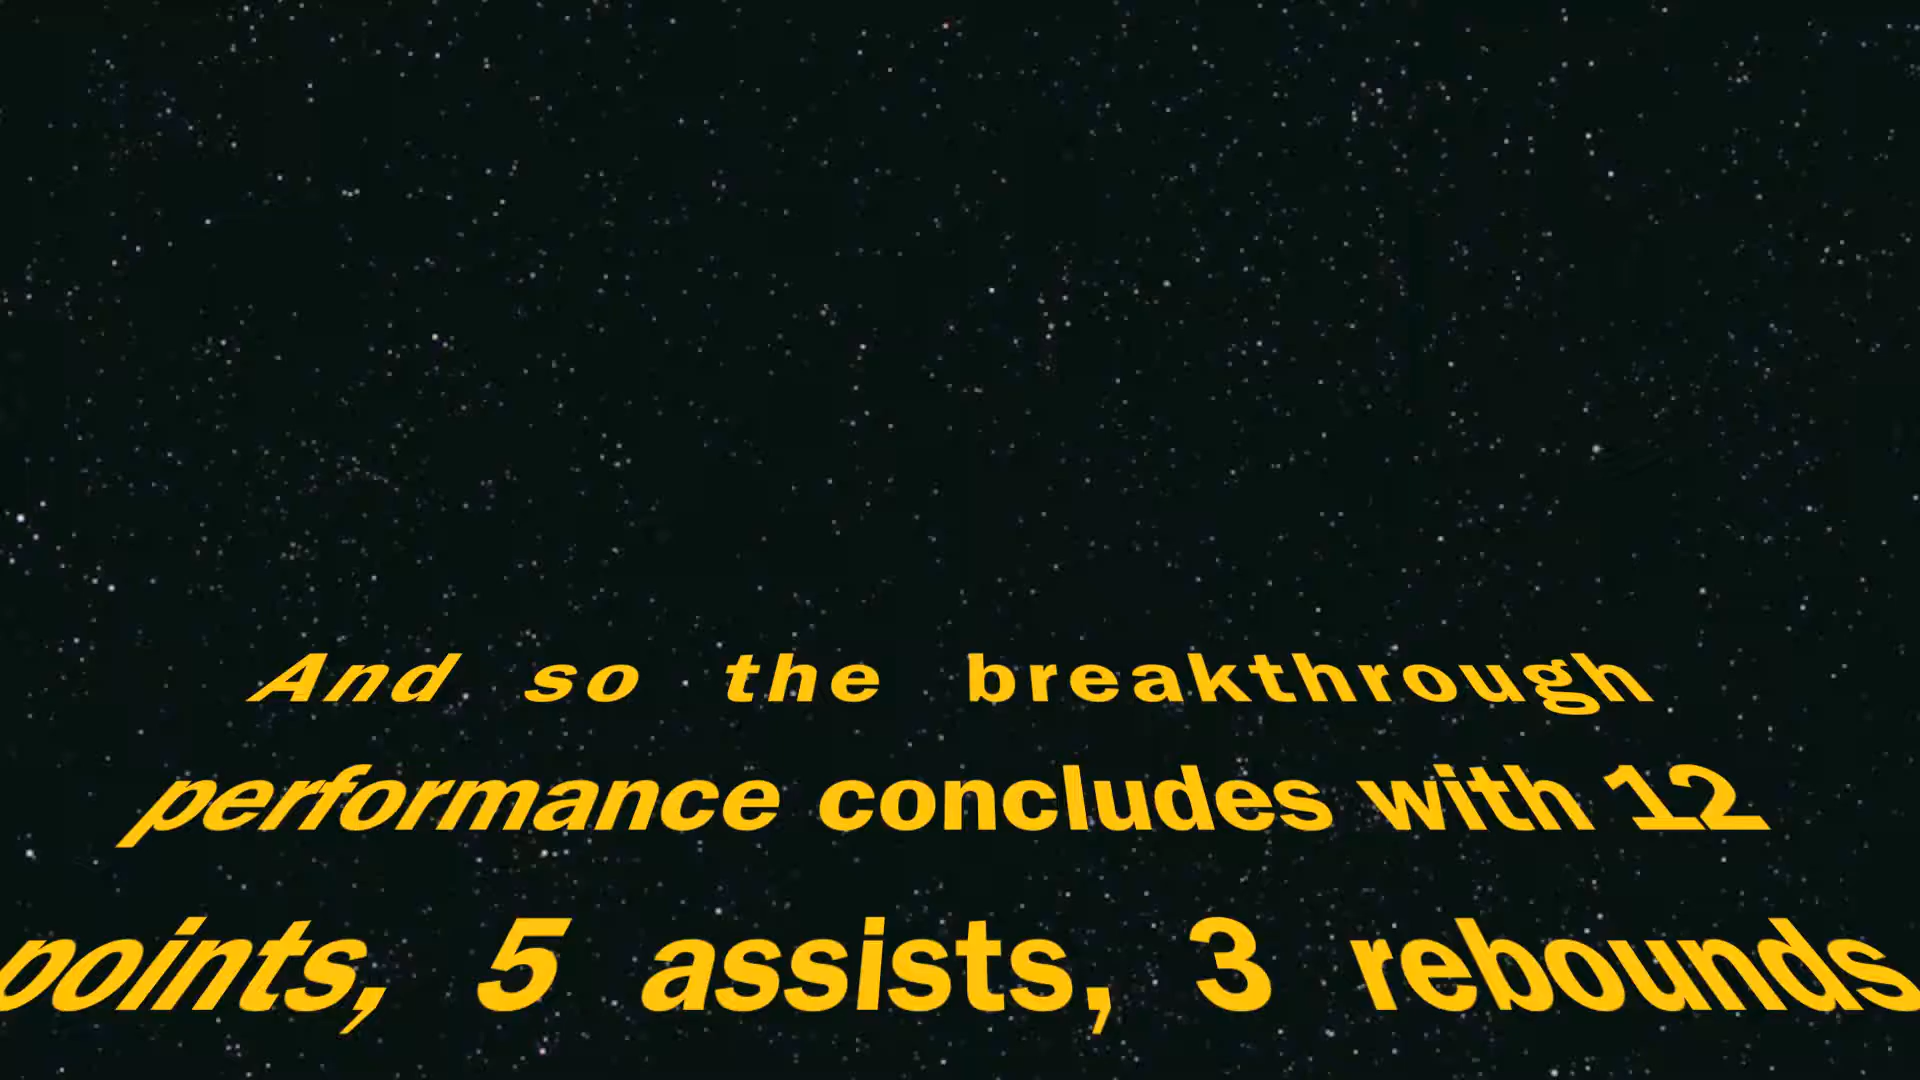 And so the breakthrough
performance concludes with 12
points, 5 assists, 3 rebounds